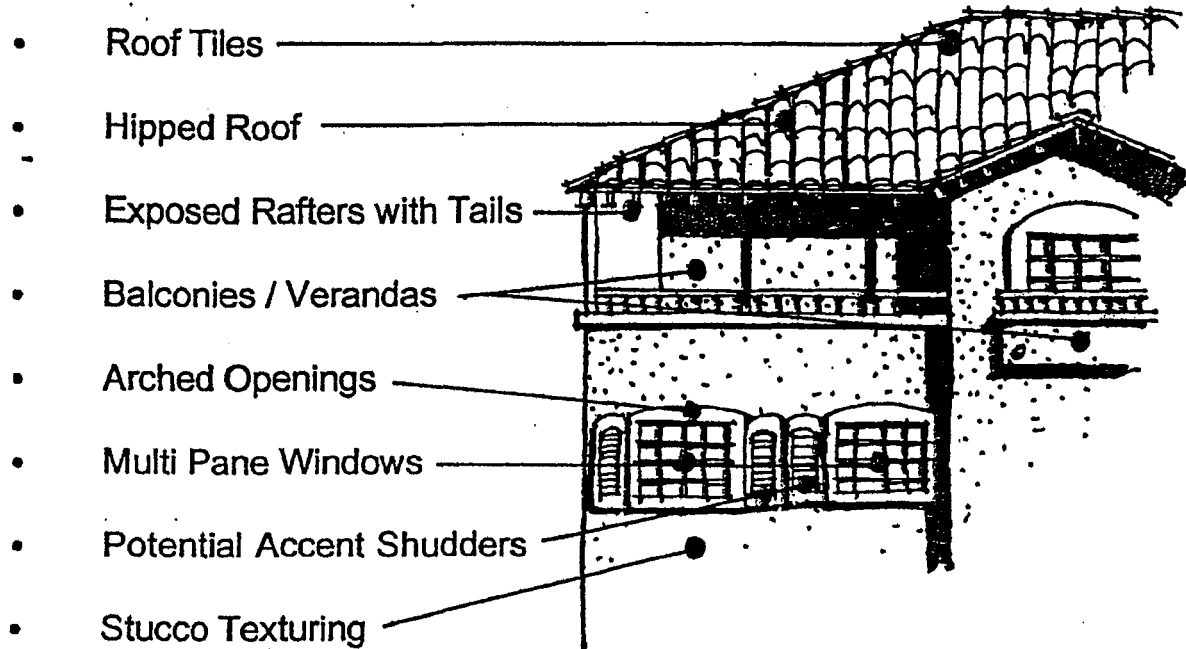 • Roof Tiles
• Hipped Roof
• Exposed Rafters with Tails
• Balconies / Verandas
• Arched Openings
• Multi Pane Windows
• Potential Accent Shudders
• Stucco Texturing